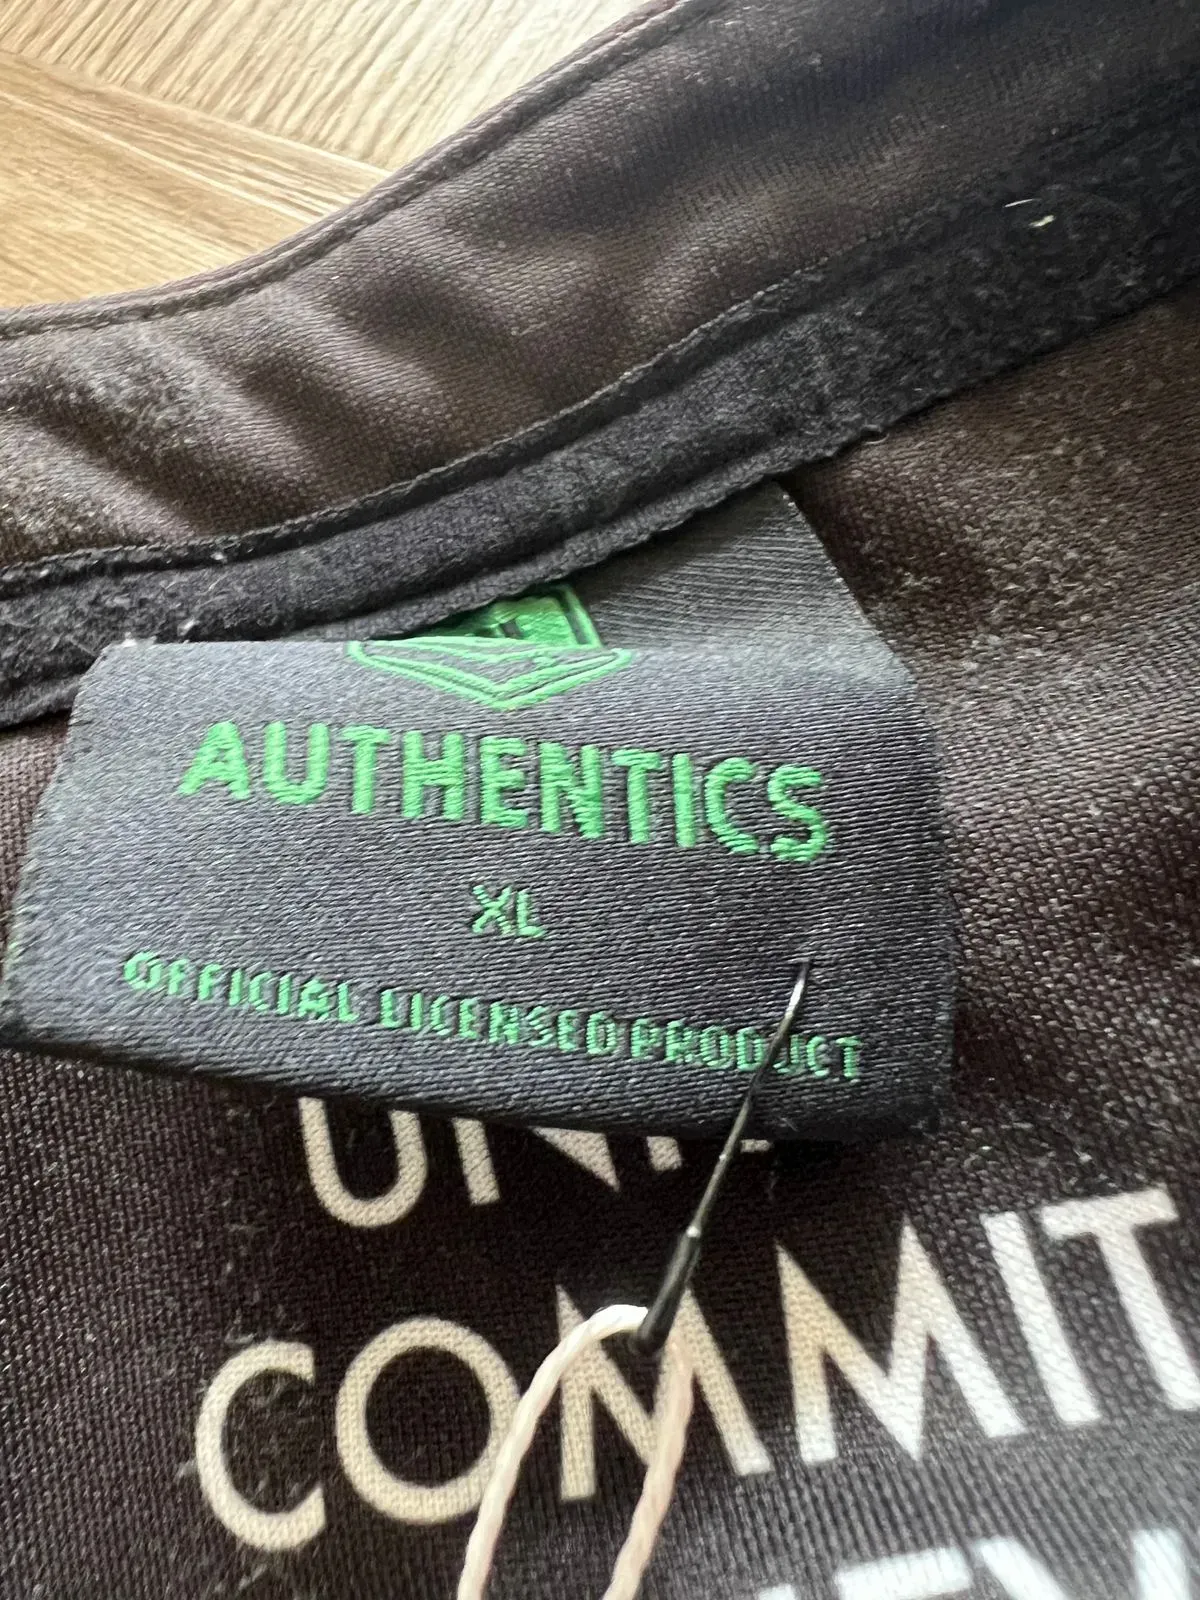 AUTHENTICS
XL
OFFICIAL LICENSED PRODUCT
COMMIT